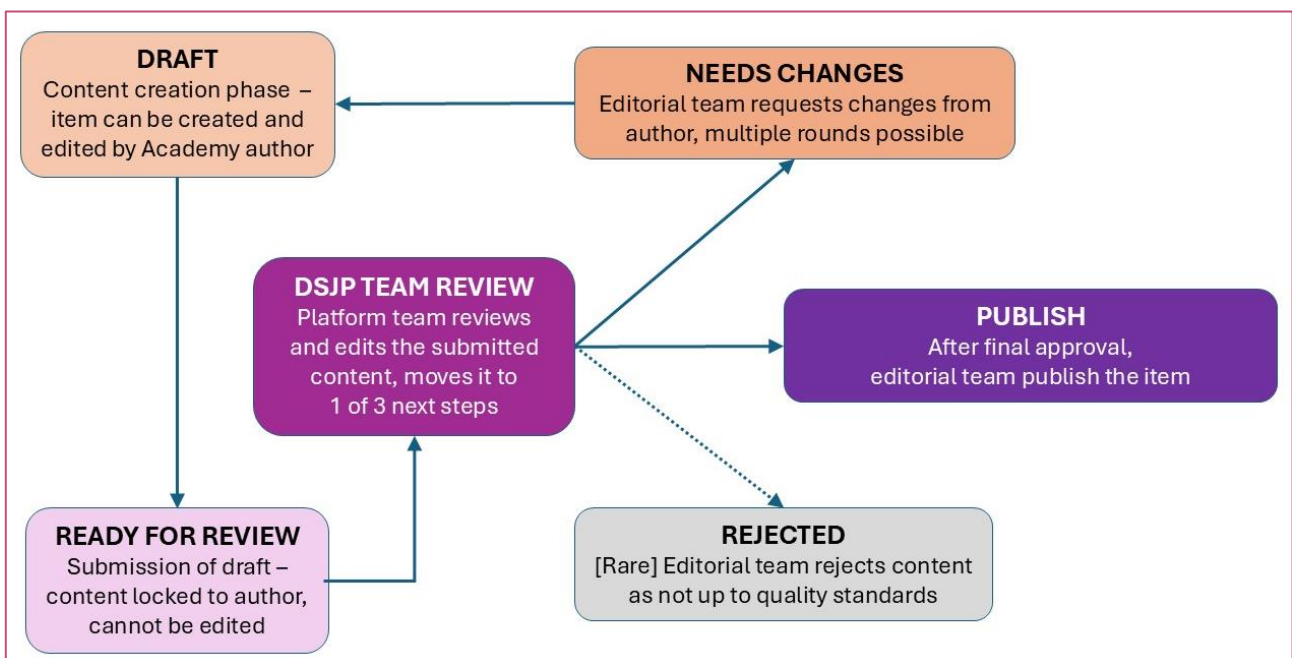 DRAFT
Content creation phase –
item can be created and
edited by Academy author
NEEDS CHANGES
Editorial team requests changes from
author, multiple rounds possible
DSJP TEAM REVIEW
Platform team reviews
and edits the submitted
content, moves it to
1 of 3 next steps
PUBLISH
After final approval,
editorial team publish the item
READY FOR REVIEW
Submission of draft –
content locked to author,
cannot be edited
REJECTED
[Rare] Editorial team rejects content
as not up to quality standards